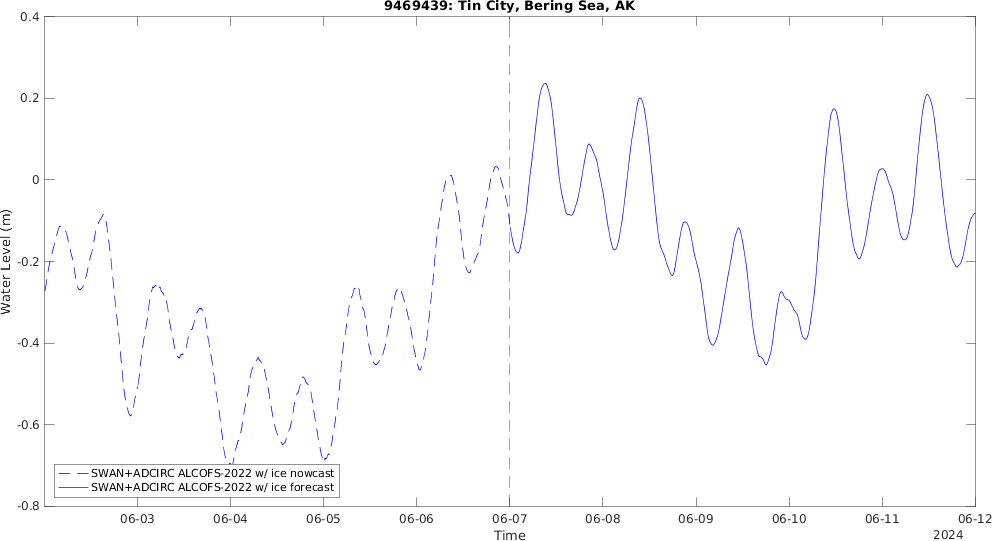 9469439: Tin City, Bering Sea, AK
0.4
0.2
0
-0.2
-0.4
-0.6
-0.8
Water Level (m)
SWAN+ADCIRC ALCOFS-2022 w/ ice nowcast
SWAN+ADCIRC ALCOFS-2022 w/ ice forecast
06-03 06-04 06-05 06-06 06-07 06-08 06-09 06-10 06-11 06-12
Time
2024